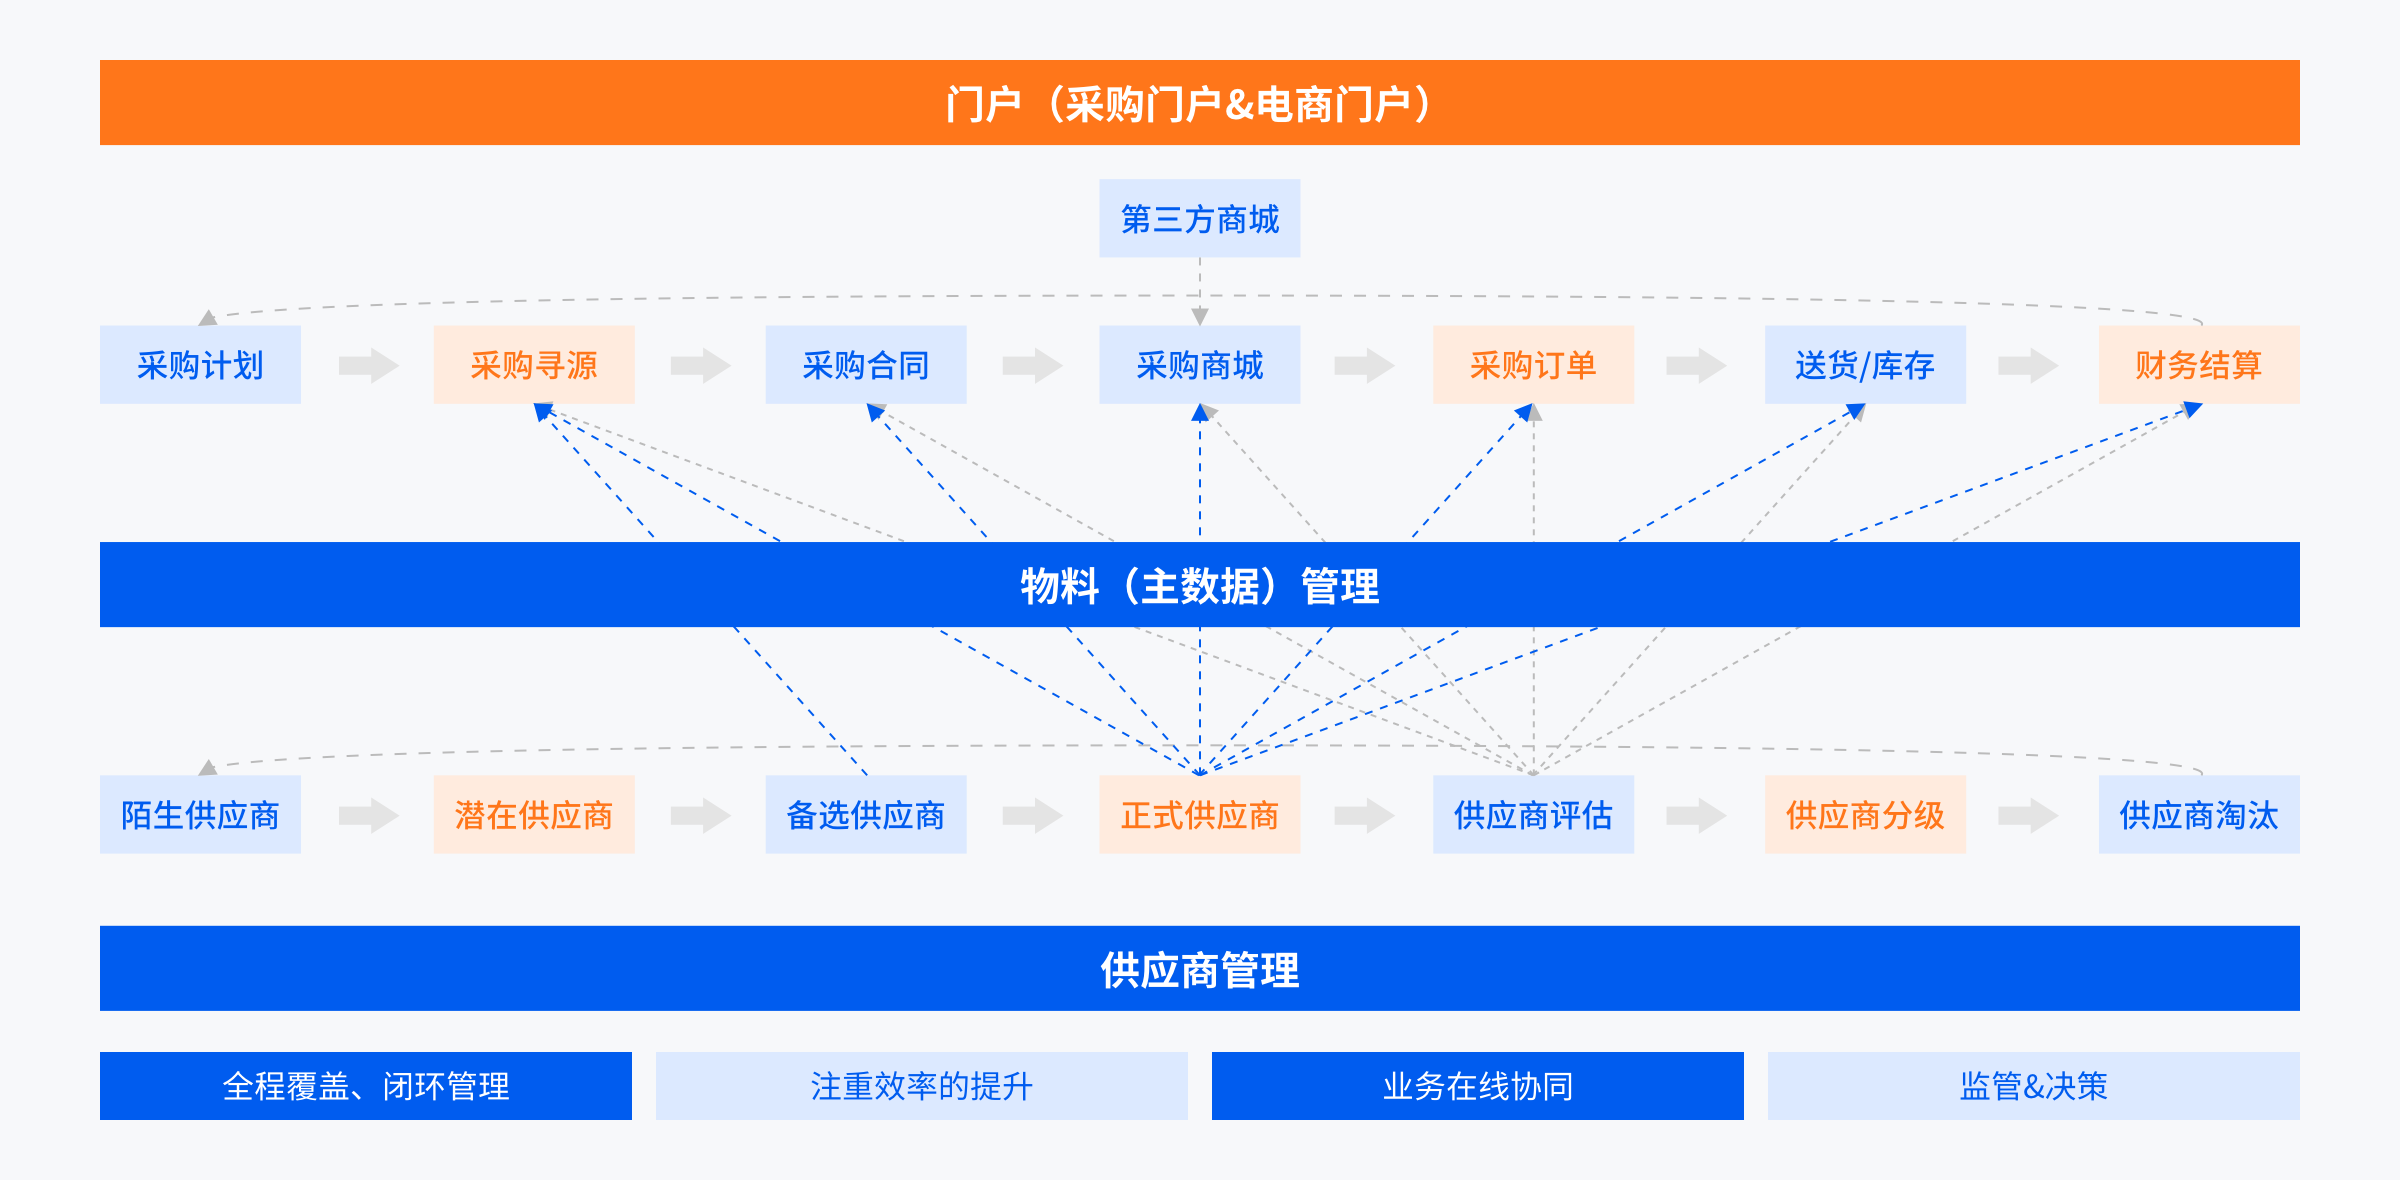 门户（采购门户&电商门户）
第三方商城
采购计划
采购寻源
采购合同
采购商城
采购订单
送货/库存
财务结算
物料（主数据）管理
陌生供应商
潜在供应商
备选供应商
正式供应商
供应商评估
供应商分级
供应商淘汰
供应商管理
全程覆盖、闭环管理
注重效率的提升
业务在线协同
监管&决策